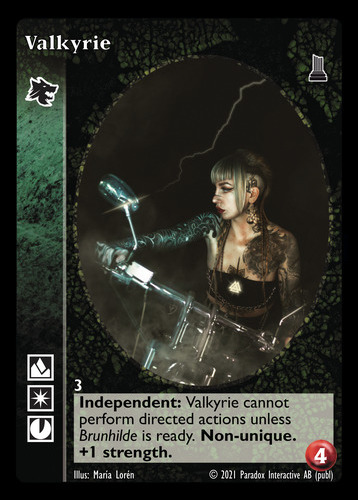 Valkyrie
3
Independent: Valkyrie cannot
perform directed actions unless
Brunhilde is ready. Non-unique.
+1 strength.
4
Illus: María Lorén © 2021 Paradox Interactive AB (publ)